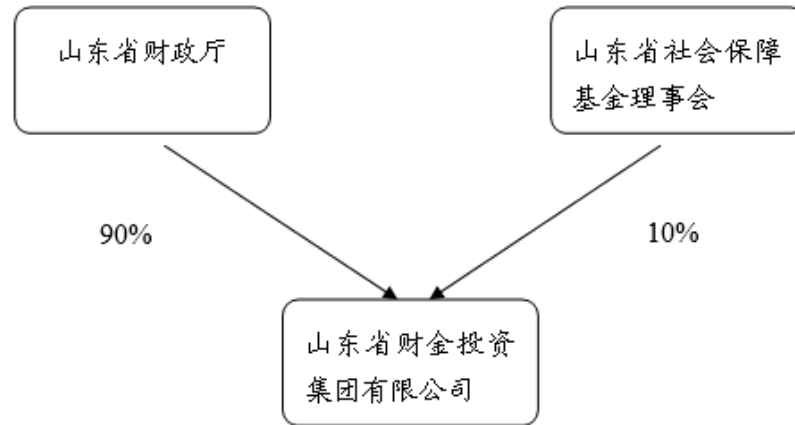 山东省财政厅
山东省社会保障
基金理事会
90%
10%
山东省财金投资
集团有限公司